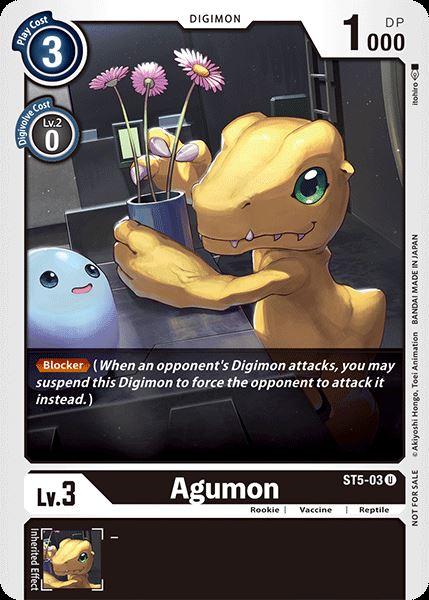 Play Cost
3
DIGIMON
DP
1000
Digivolve Cost
Lv.2
0
itohiro
Blocker (When an opponent's Digimon attacks, you may
suspend this Digimon to force the opponent to attack it
instead.)
© Akiyoshi Hongo, Toei Animation BANDAI MADE IN JAPAN
NOT FOR SALE
Lv.3
Agumon
ST5-03 U
Rookie | Vaccine | Reptile
Inherited Effect
–